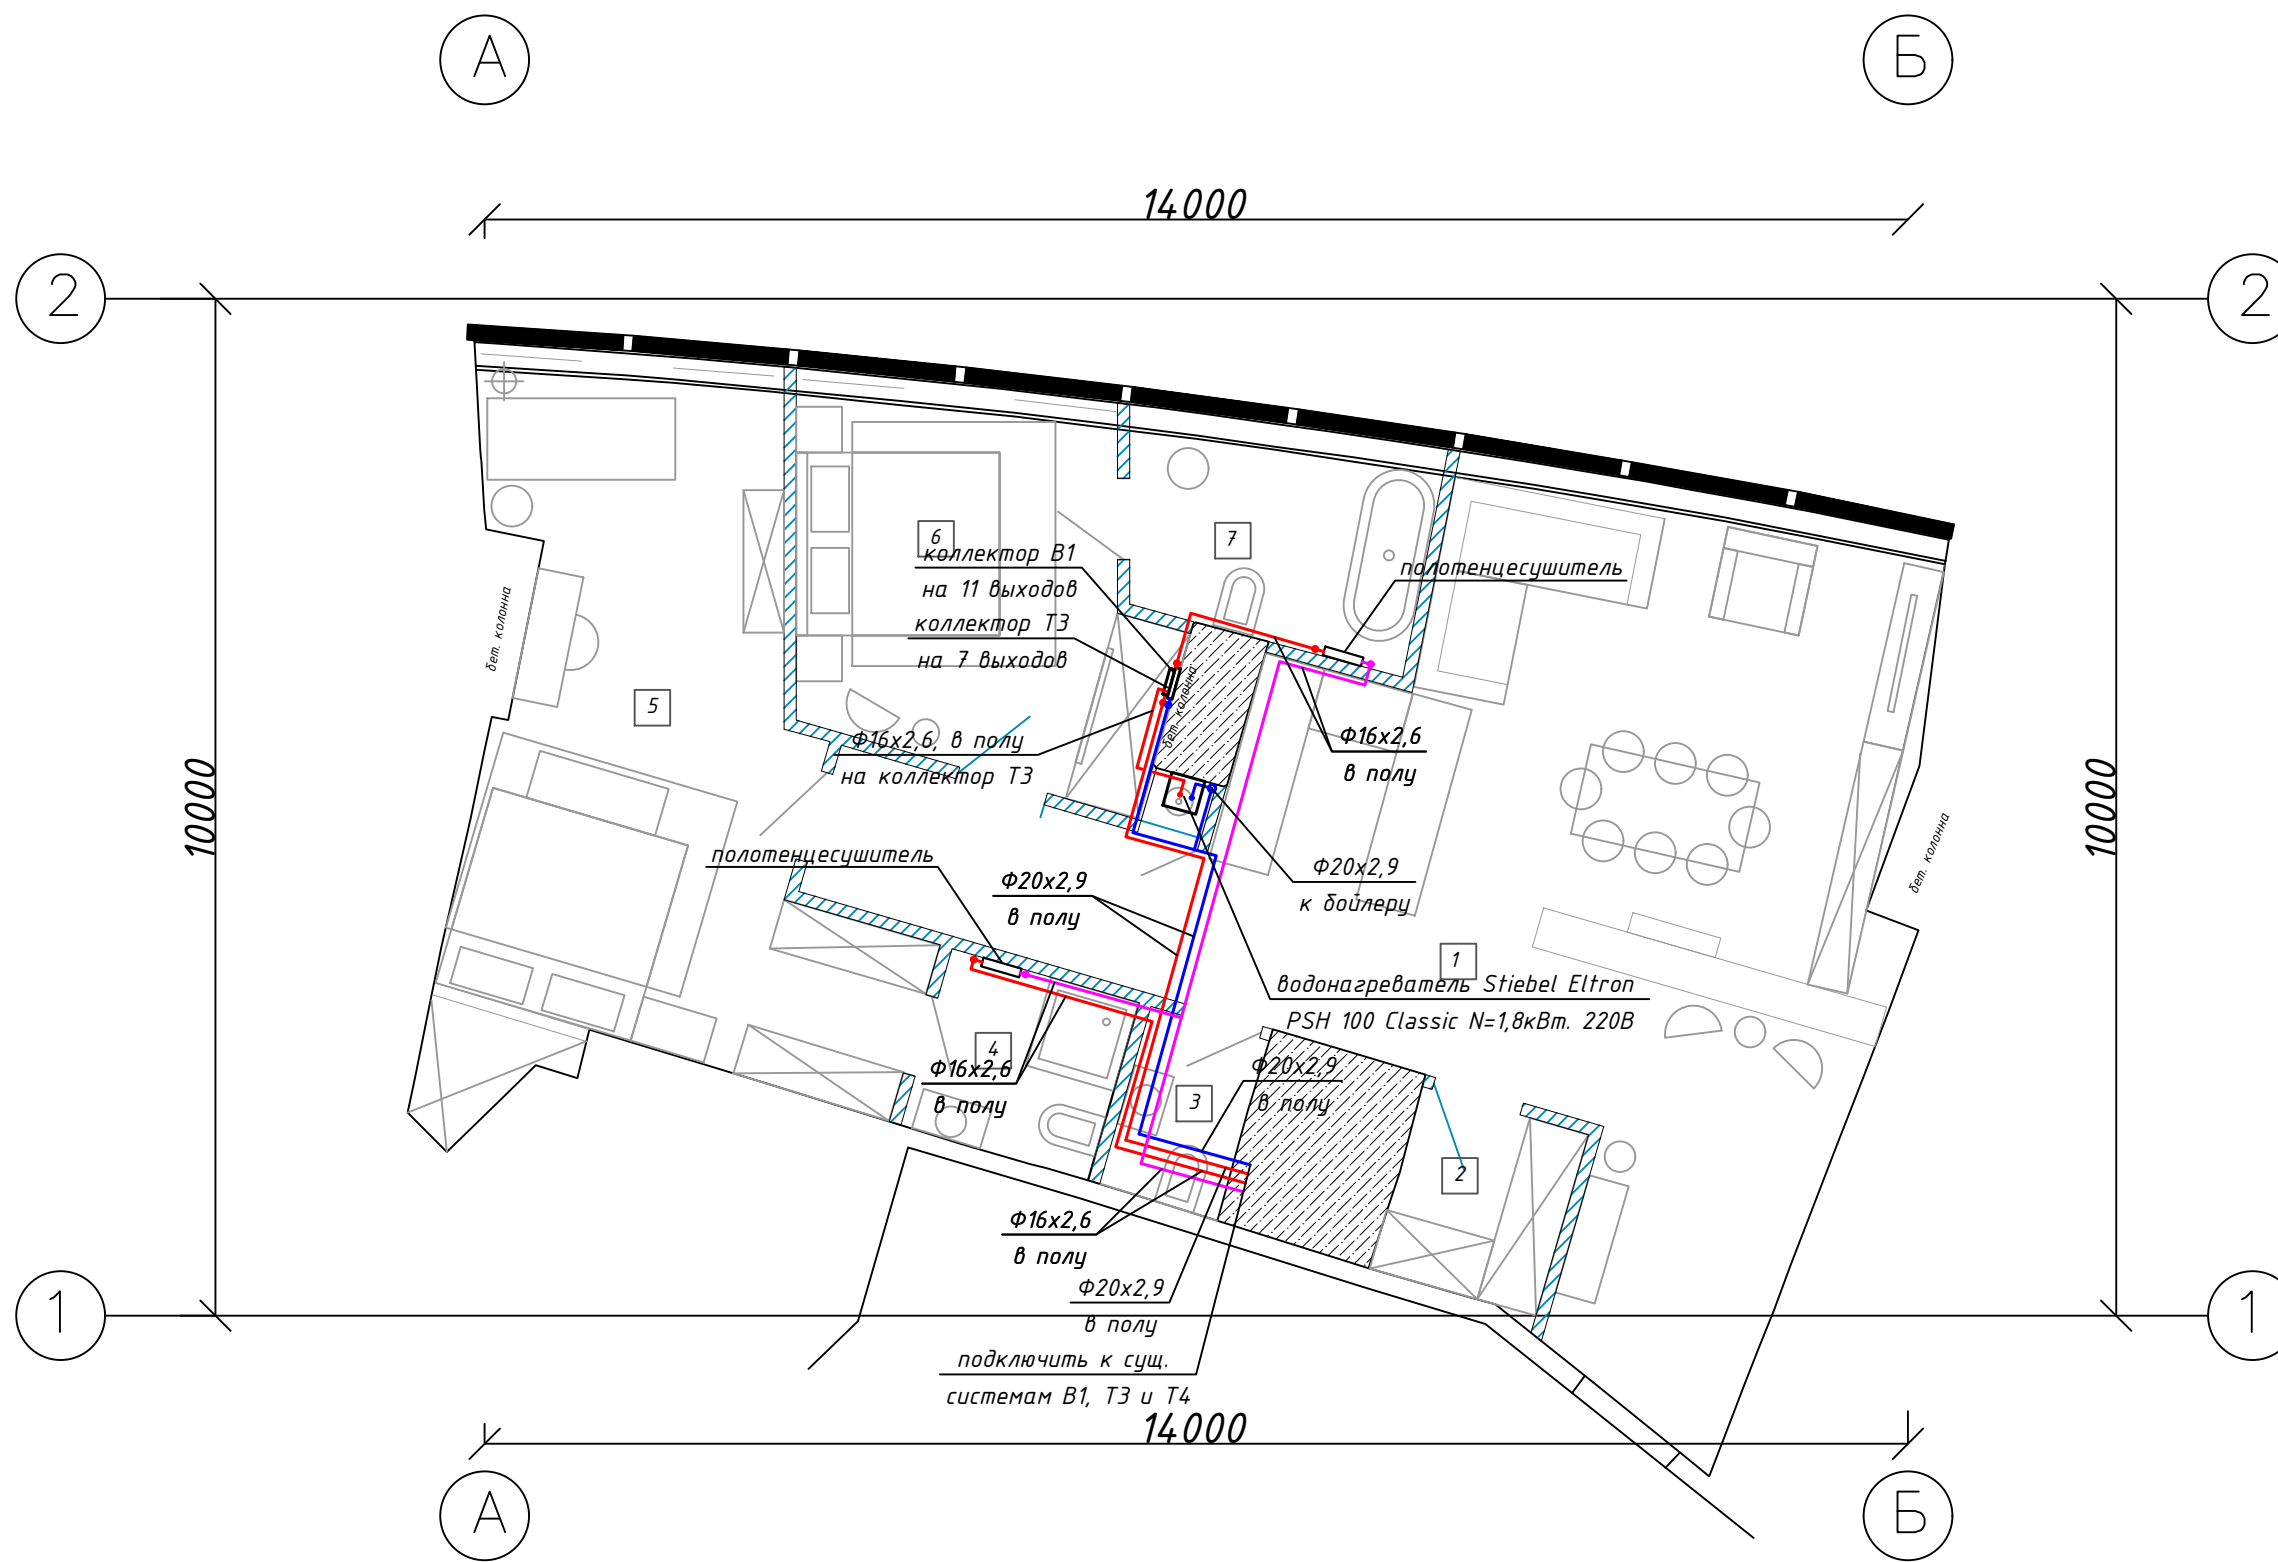 А
Б
14000
2
2
6
7
коллектор В1
на 11 выходов
полотенцесушитель
бет. колонна
коллектор Т3
на 7 выходов
бет. колонна
5
Ф16х2,6, в полу
на коллектор Т3
Ф16х2,6
в полу
10000
10000
полотенцесушитель
Ф20х2,9
в полу
Ф20х2,9
к бойлеру
бет. колонна
1
водонагреватель Stiebel Eltron
PSH 100 Classic N=1,8кВт. 220В
4
Ф16х2,6
в полу
Ф20х2,9
в полу
3
2
Ф16х2,6
в полу
Ф20х2,9
в полу
1
1
подключить к сущ.
системам В1, Т3 и Т4
14000
А
Б